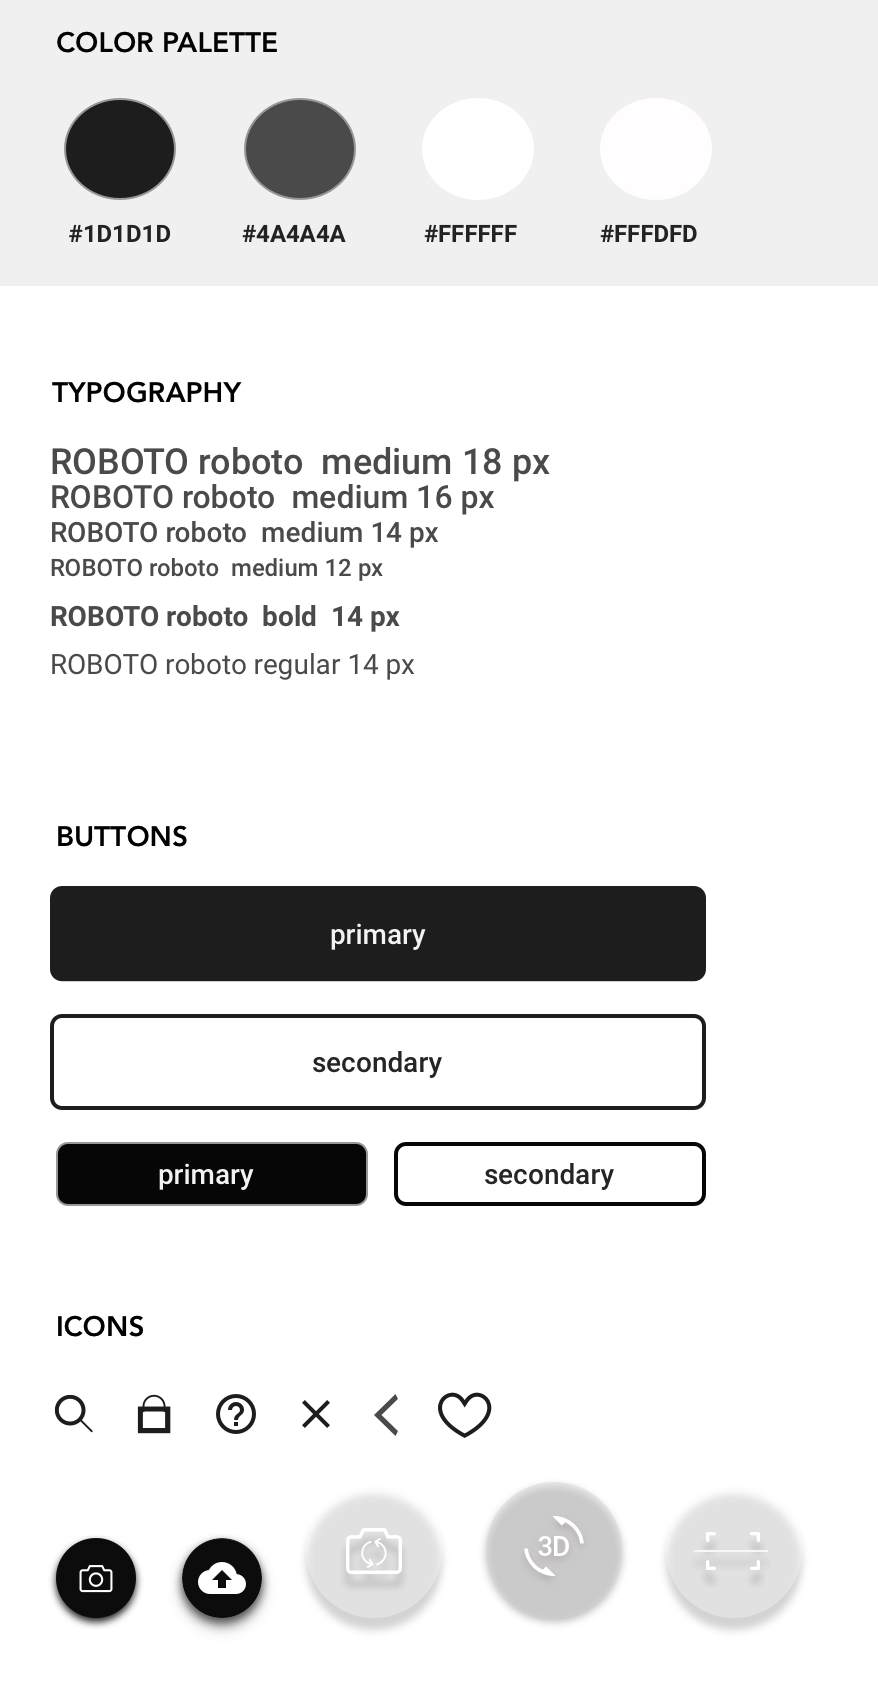 COLOR PALETTE
#1D1D1D #4A4A4A #FFFFFF #FFFDFD
TYPOGRAPHY
ROBOTO roboto  medium 18 px
ROBOTO roboto  medium 16 px
ROBOTO roboto  medium 14 px
ROBOTO roboto  medium 12 px
ROBOTO roboto  bold  14 px
ROBOTO roboto regular 14 px
BUTTONS
primary
secondary
primary secondary
ICONS
3D